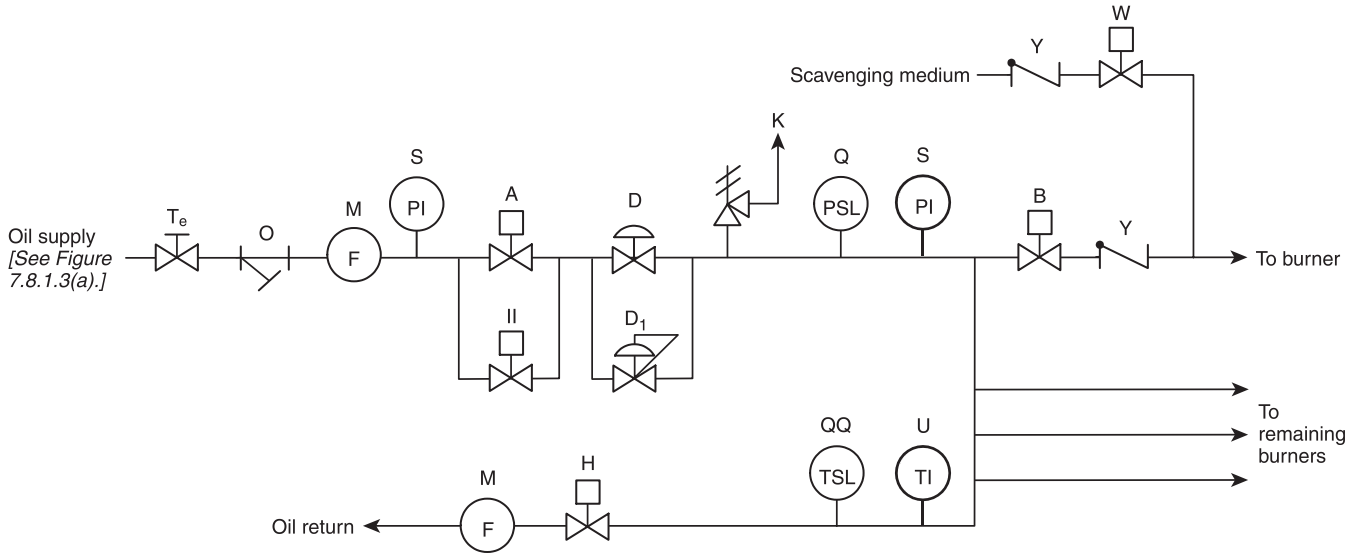 W
Y
Scavenging medium
K
S
Q
S
A
D
PI
PSL
PI
B
Te
O
M
Y
Oil supply
[See Figure
7.8.1.3(a).]
F
To burner
II
D1
To
remaining
burners
QQ
U
H
TSL
TI
M
Oil return
F